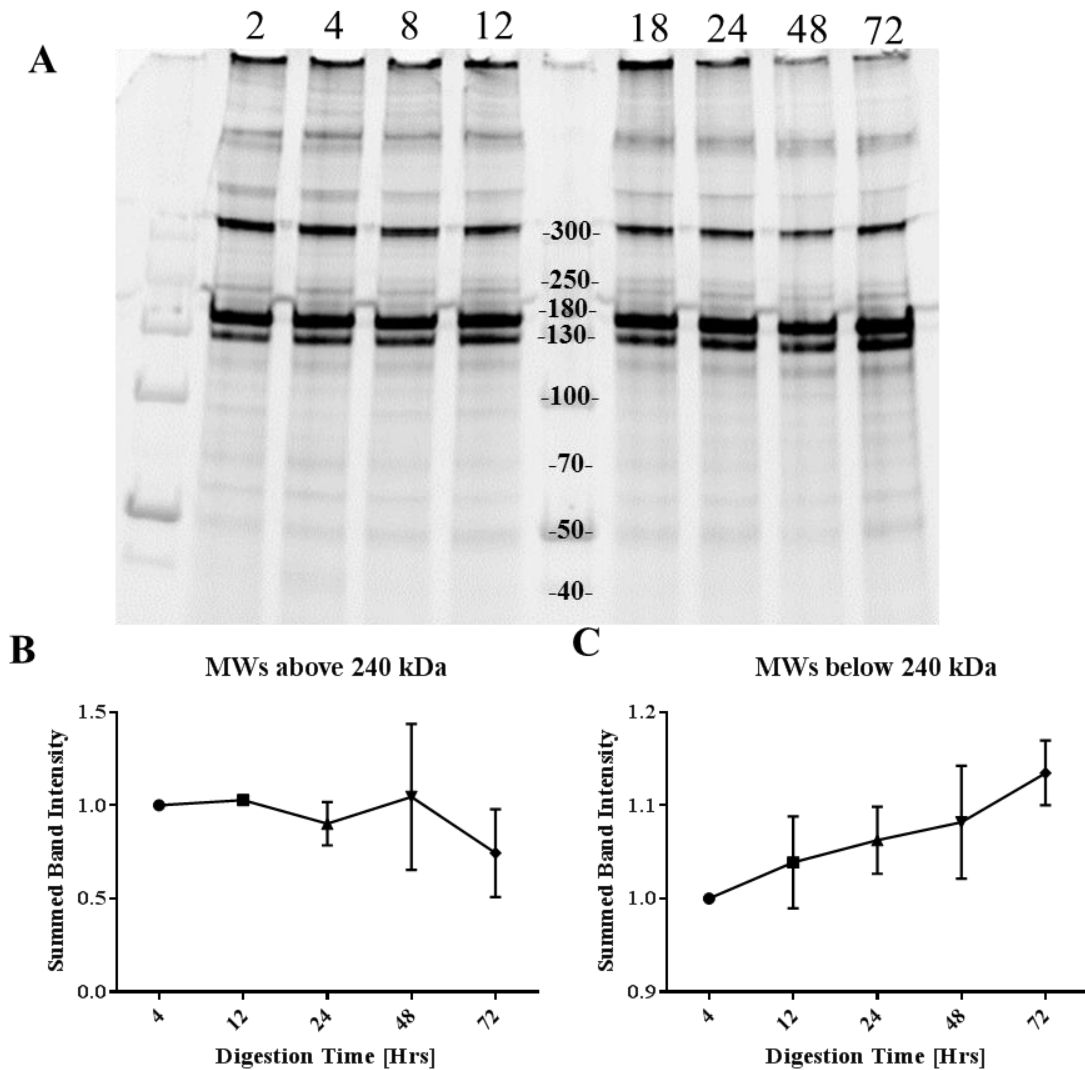 A
2 4 8 12 18 24 48 72
-300-
-250-
-180-
-130-
-100-
-70-
-50-
-40-
B
MWs above 240 kDa
Summed Band Intensity
1.5
1.0
0.5
0.0
4 12 24 48 72
Digestion Time [Hrs]
C
MWs below 240 kDa
Summed Band Intensity
1.2
1.1
1.0
0.9
4 12 24 48 72
Digestion Time [Hrs]